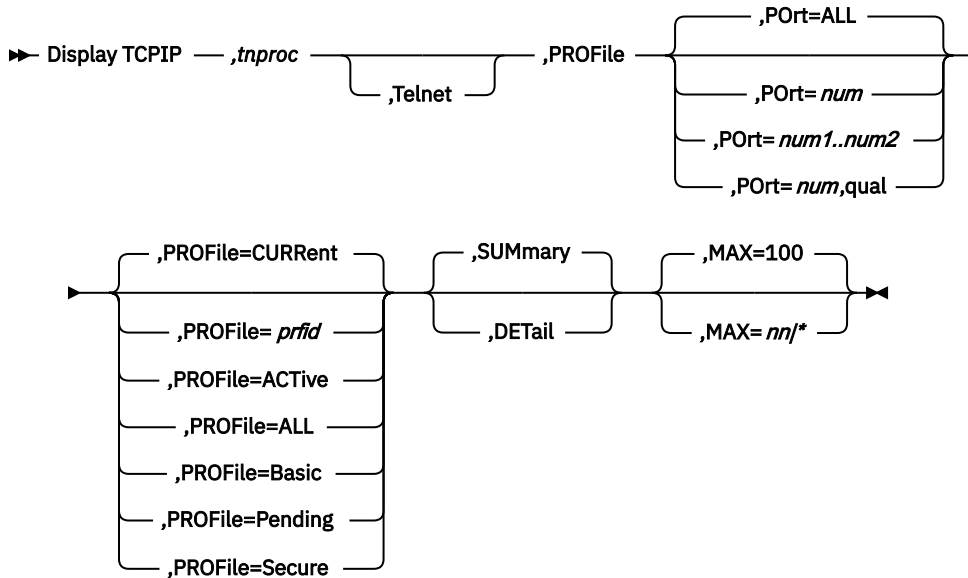 ,POrt=ALL
Display TCPIP ,tnproc ,PROFile
,Telnet
,POrt= num
,POrt= num1..num2
,POrt= num,qual
,PROFile=CURRent ,SUMmary ,MAX=100
,PROFile= prfid ,DETail ,MAX= nn|*
,PROFile=ACTive
,PROFile=ALL
,PROFile=Basic
,PROFile=Pending
,PROFile=Secure